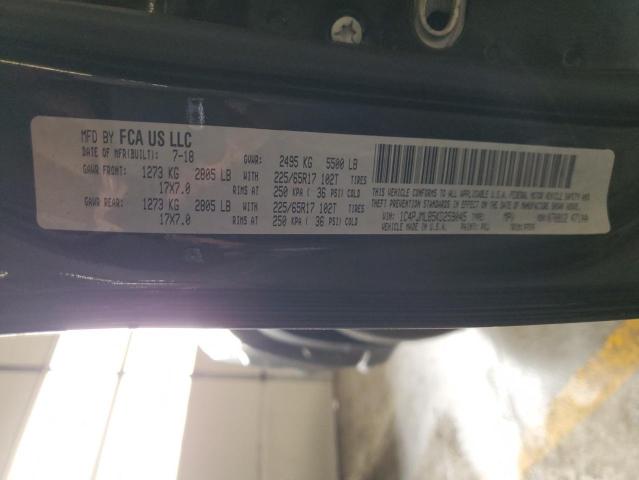 MFD BY FCA US LLC
DATE OF MFR(BUILT): 7-18 GVWR: 2495 KG 5500 LB
GAWR FRONT: 1273 KG 2805 LB WITH 225/65R17 102T TIRES
17X7.0 RIMS AT 250 KPA ( 36 PSI) COLD
GAWR REAR: 1273 KG 2805 LB WITH 225/65R17 102T TIRES
17X7.0 RIMS AT 250 KPA ( 36 PSI) COLD
THIS VEHICLE CONFORMS TO ALL APPLICABLE U.S.A. FEDERAL MOTOR VEHICLE SAFETY AND
THEFT PREVENTION STANDARDS IN EFFECT ON THE DATE OF MANUFACTURE SHOWN ABOVE.
VIN: TYPE: MPV
VEHICLE MADE IN U.S.A. PAINT: